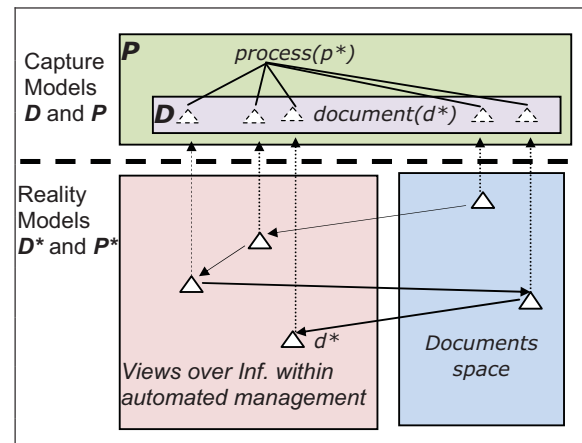 P
process(p*)
Capture
Models
D and P
D
document(d*)
Reality
Models
D* and P*
d*
Views over Inf. within
automated management
Documents
space